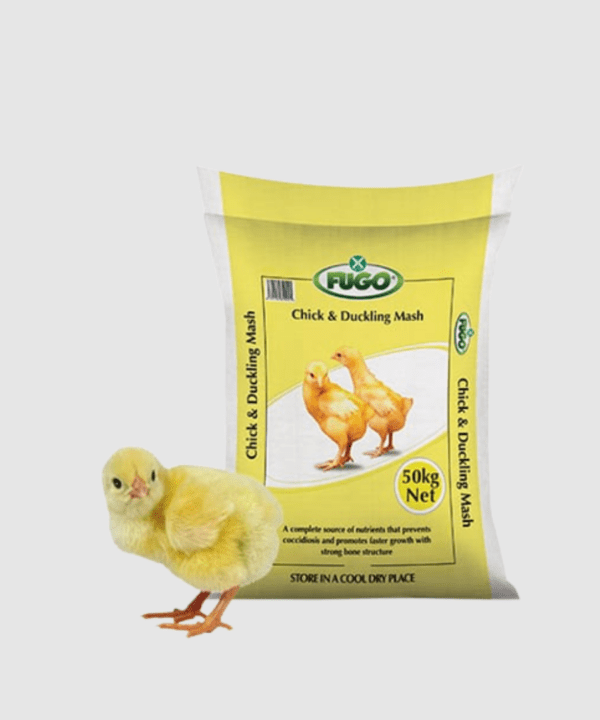 FUGO®
Chick & Duckling Mash
Chick & Duckling Mash
FUGO
Chick & Duckling Mash
50kg
Net
A complete source of nutrients that prevents
coccidiosis and promotes faster growth with
strong bone structure
STORE IN A COOL DRY PLACE